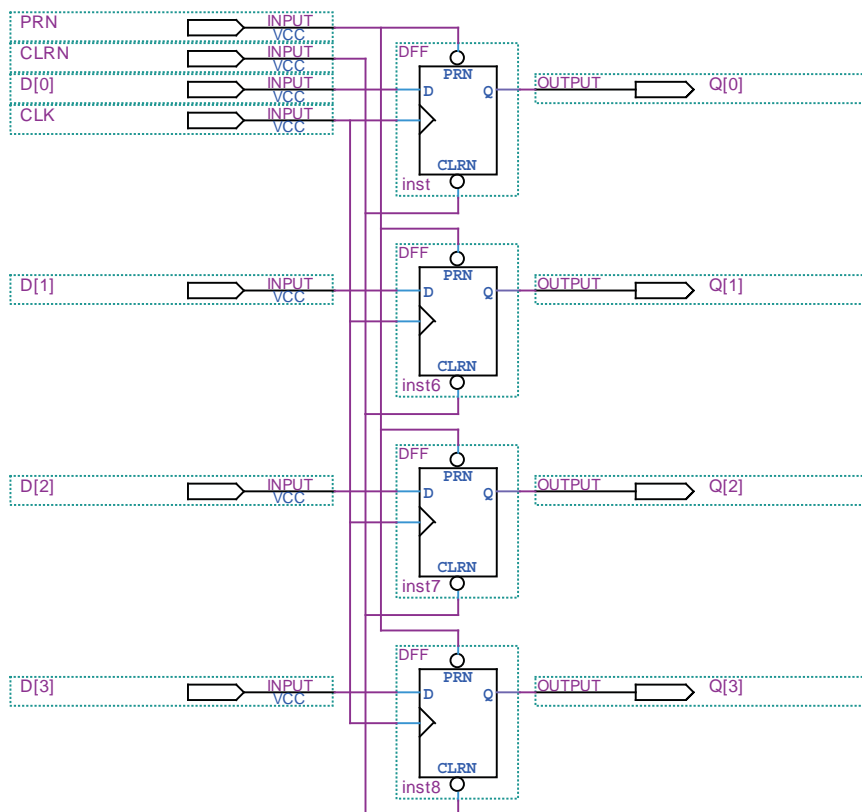 PRN INPUT
VCC
CLRN INPUT
VCC
D[0] INPUT
VCC
CLK INPUT
VCC
DFF
PRN
D Q
CLRN
inst
OUTPUT Q[0]
D[1] INPUT
VCC
DFF
PRN
D Q
CLRN
inst6
OUTPUT Q[1]
D[2] INPUT
VCC
DFF
PRN
D Q
CLRN
inst7
OUTPUT Q[2]
D[3] INPUT
VCC
DFF
PRN
D Q
CLRN
inst8
OUTPUT Q[3]